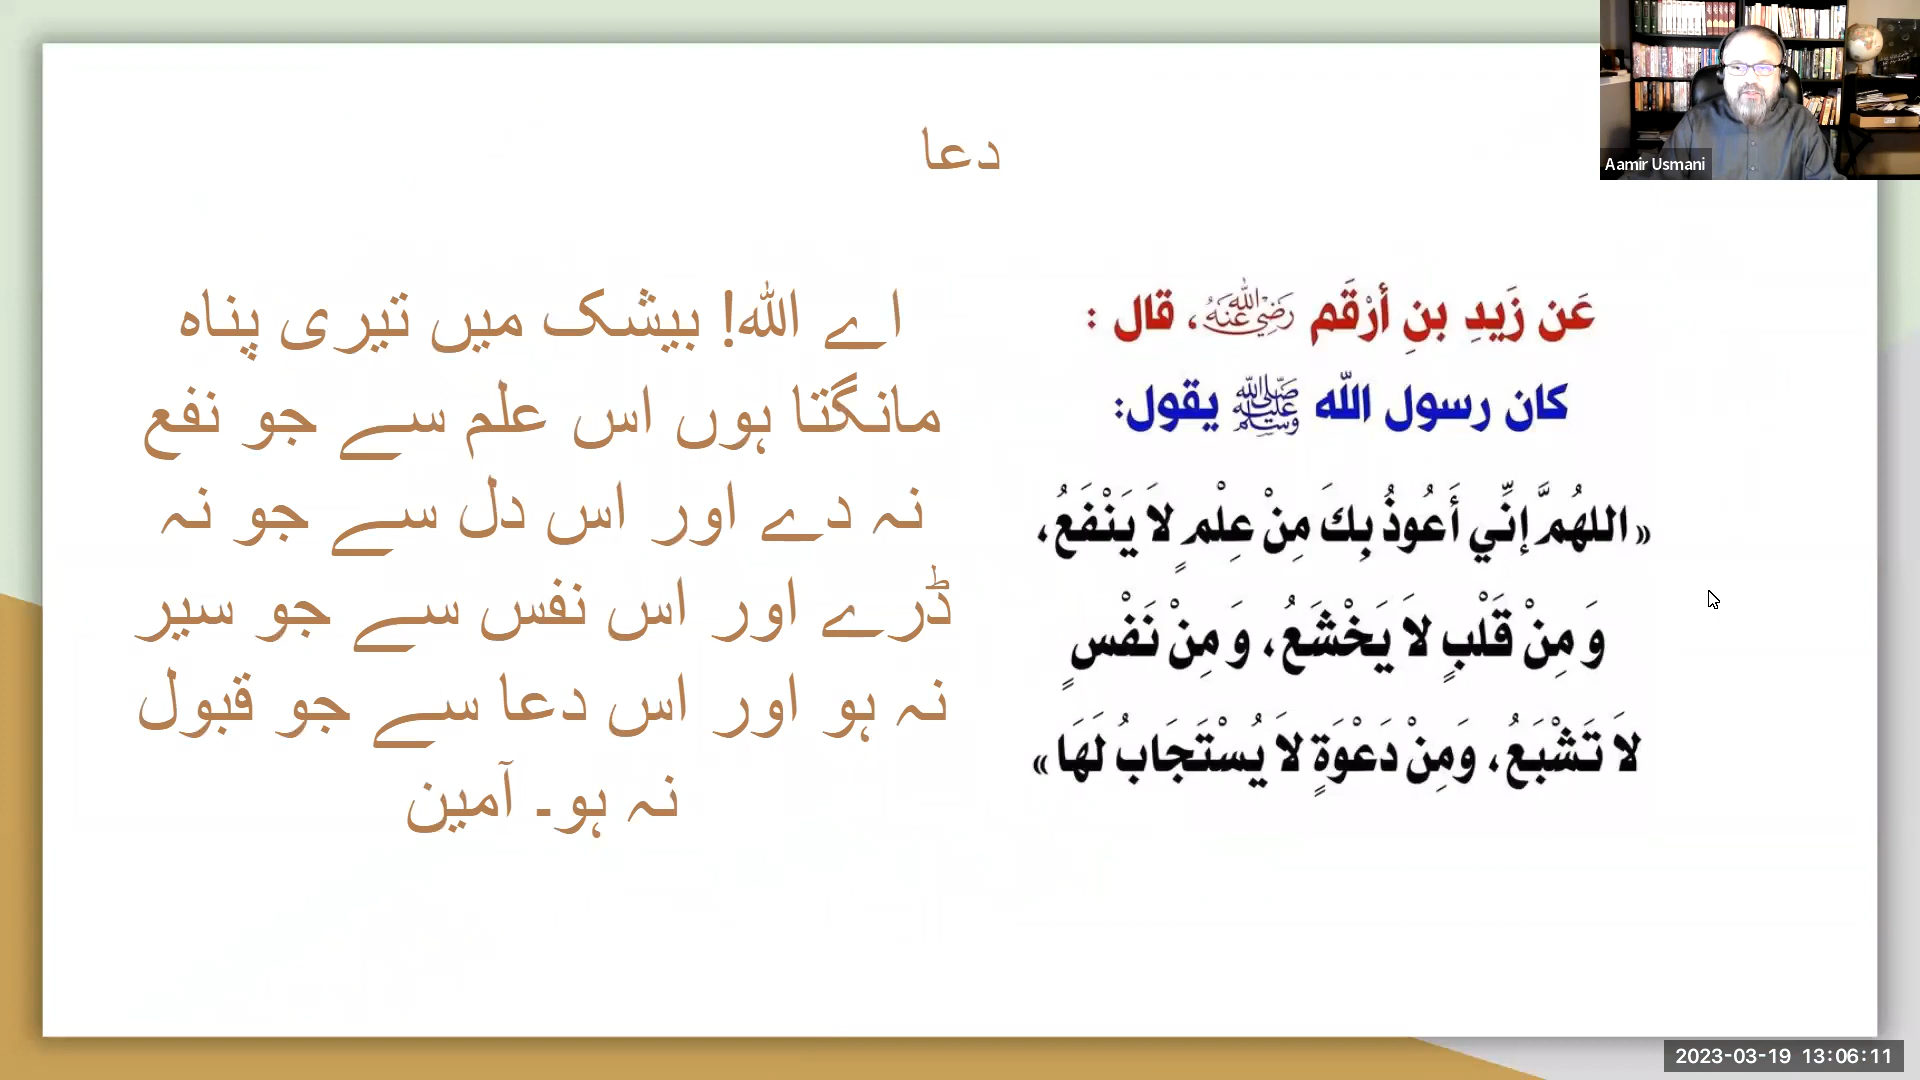 دعا
عَن زَيدِ بنِ أرْقَم رَضِيَ اللهُ عَنْهُ، قال :
كان رسول الله ﷺ يقول:
«اللهُمَّ إنِّي أَعُوذُ بِكَ مِنْ عِلْمٍ لاَ يَنْفَعُ،
وَ مِنْ قَلْبٍ لاَ يَخْشَعُ، وَ مِنْ نَفْسٍ
لاَ تَشْبَعُ، وَمِنْ دَعْوَةٍ لاَ يُسْتَجَابُ لَهَا»
اے اللہ! بیشک میں تیری پناہ
مانگتا ہوں اس علم سے جو نفع
نہ دے اور اس دل سے جو نہ
ڈرے اور اس نفس سے جو سیر
نہ ہو اور اس دعا سے جو قبول
نہ ہو۔ آمین
Aamir Usmani
2023-03-19 13:06:11